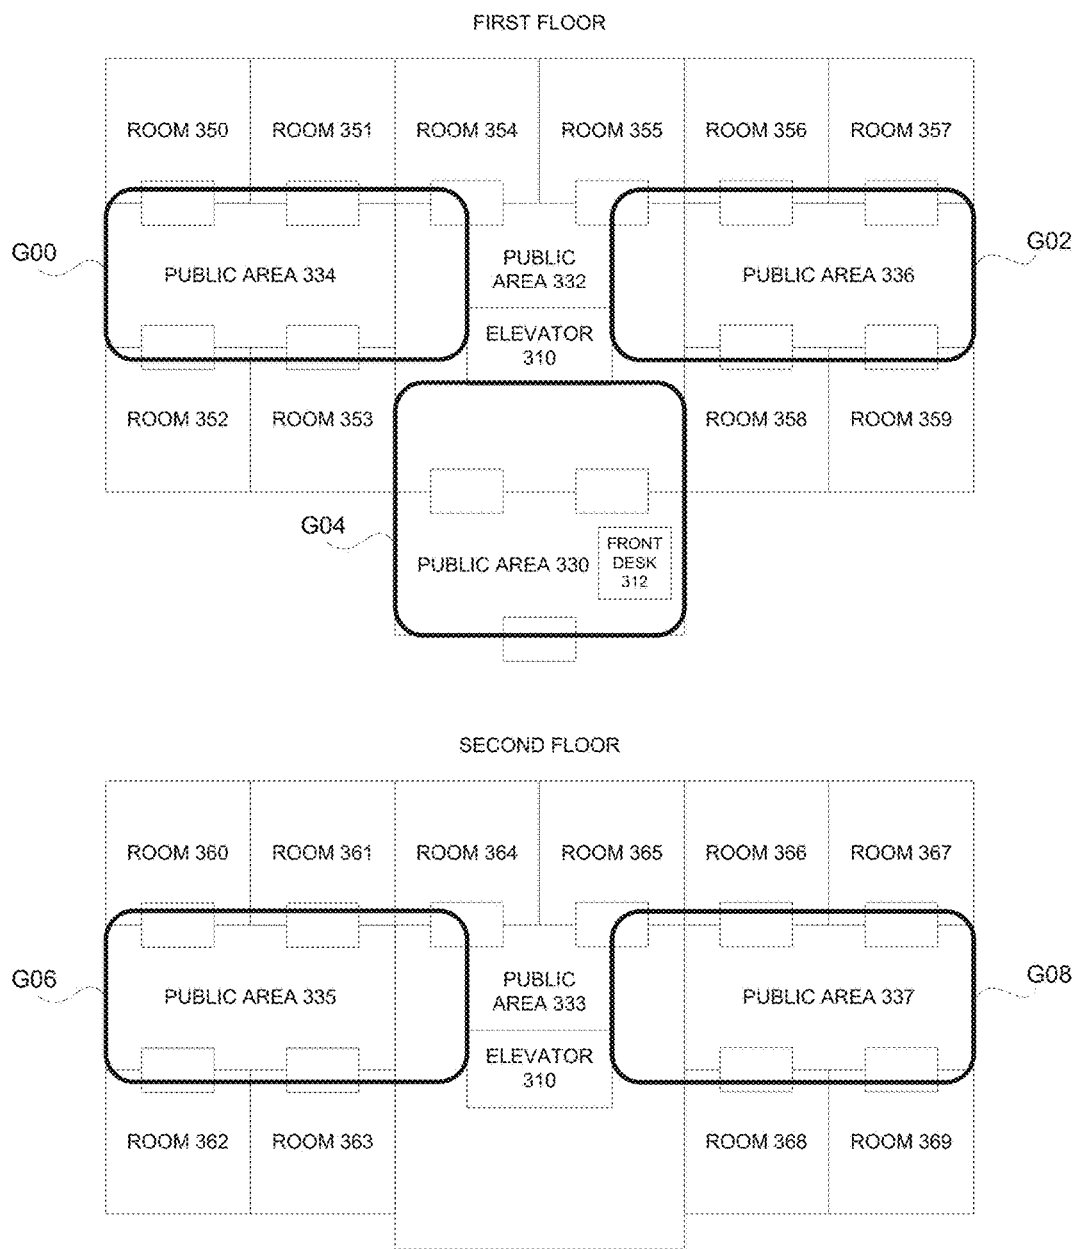 FIRST FLOOR
ROOM 350 ROOM 351 ROOM 354 ROOM 355 ROOM 356 ROOM 357
G00
G02
PUBLIC AREA 334
PUBLIC
AREA 332
PUBLIC AREA 336
ELEVATOR
310
ROOM 352 ROOM 353 ROOM 358 ROOM 359
G04
PUBLIC AREA 330
FRONT
DESK
312
SECOND FLOOR
ROOM 360 ROOM 361 ROOM 364 ROOM 365 ROOM 366 ROOM 367
G06
G08
PUBLIC AREA 335
PUBLIC
AREA 333
PUBLIC AREA 337
ELEVATOR
310
ROOM 362 ROOM 363 ROOM 368 ROOM 369